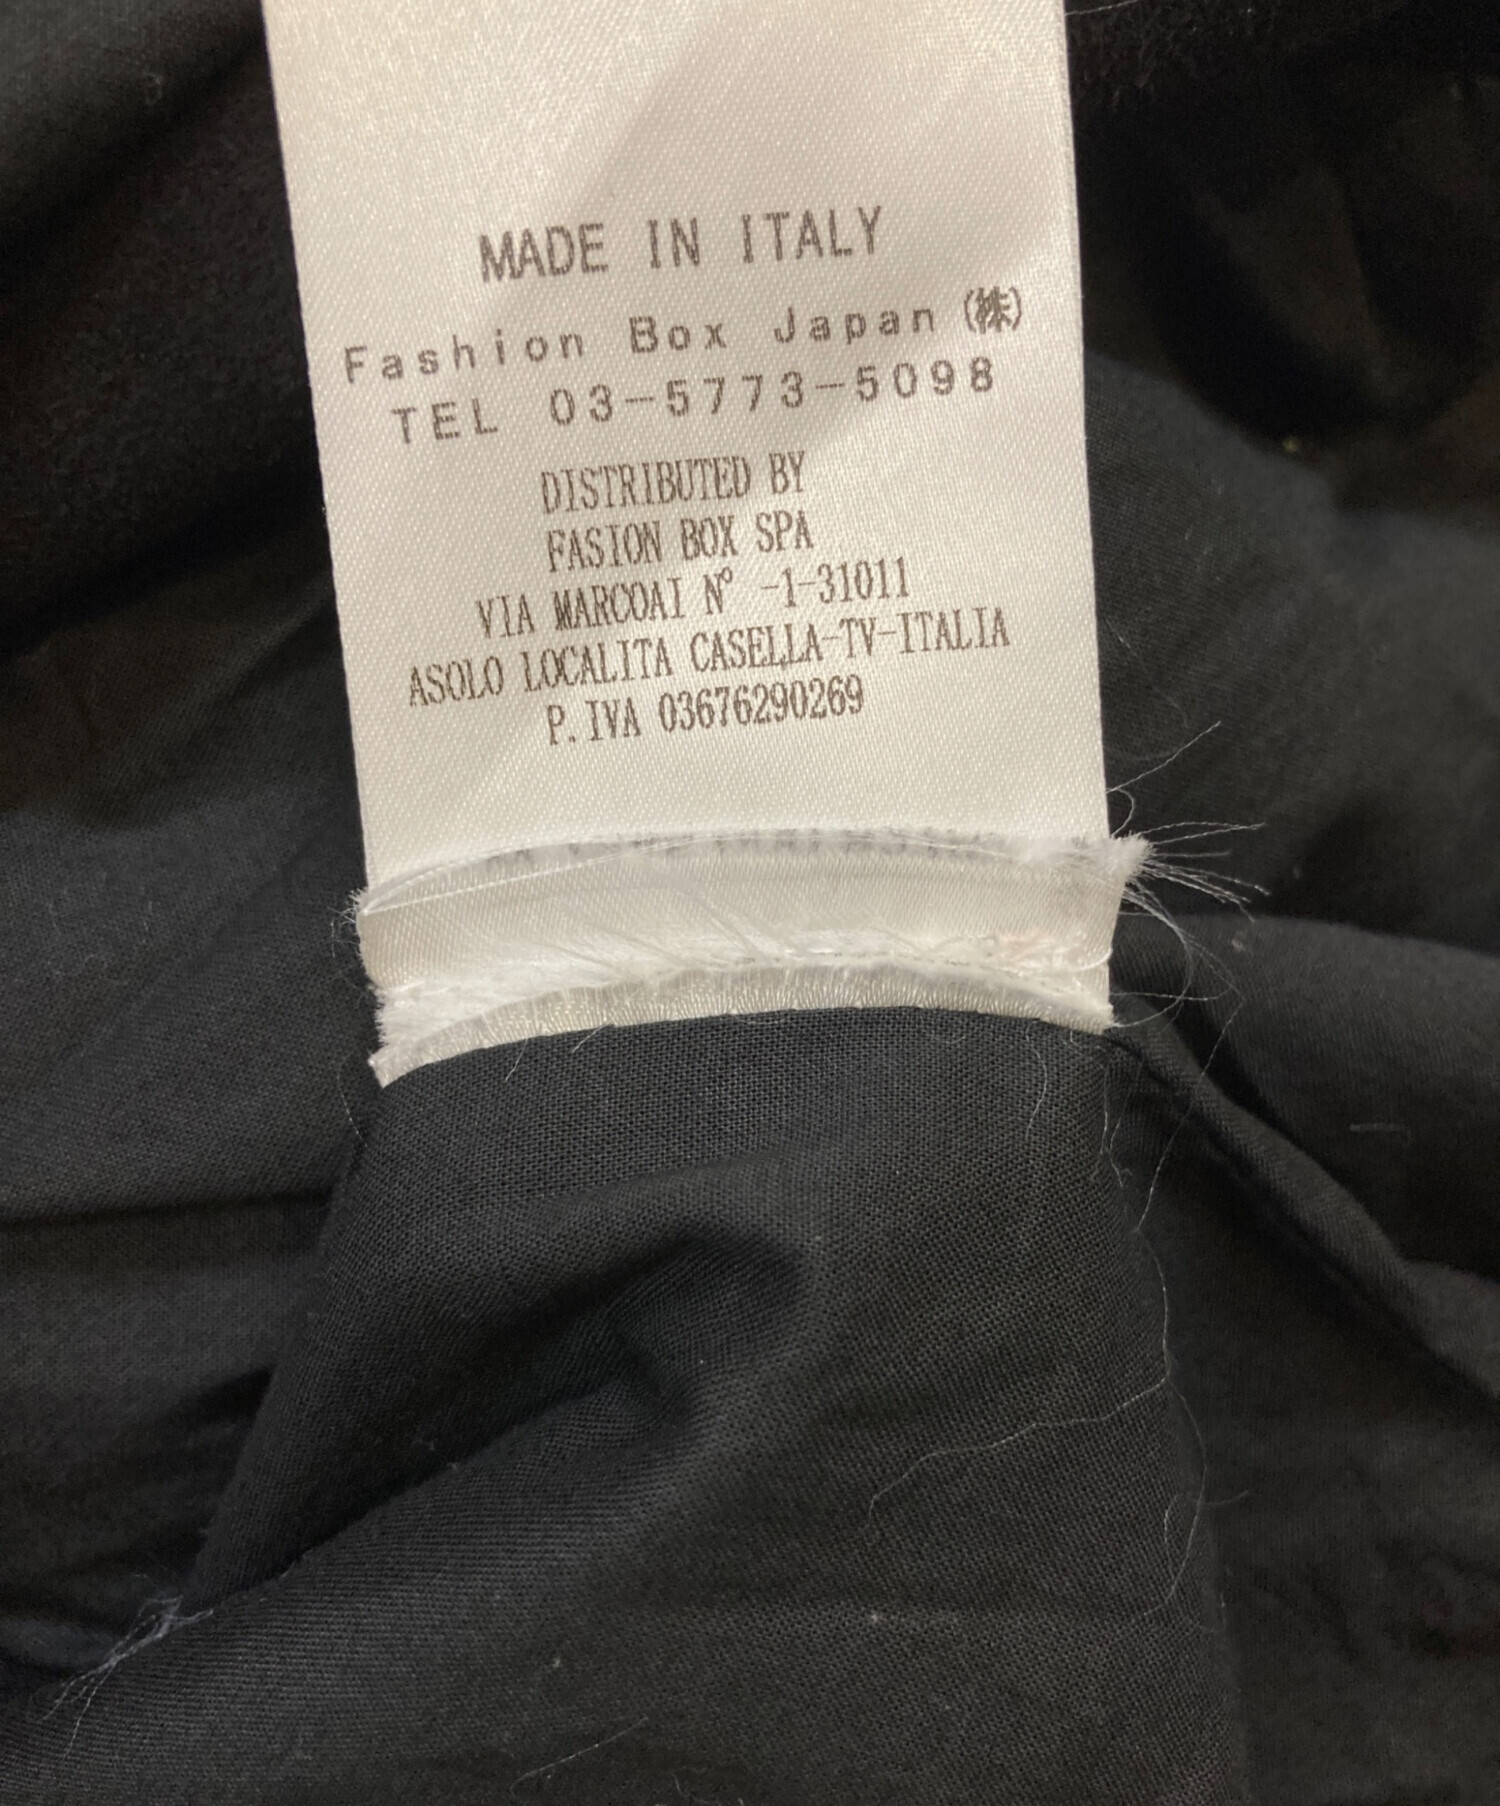 MADE IN ITALY
Fashion Box Japan (株)
TEL 03-5773-5098
DISTRIBUTED BY
FASION BOX SPA
VIA MARCOAI N° -1-31011
ASOLO LOCALITA CASELLA-TV-ITALIA
P.IVA 03676290269